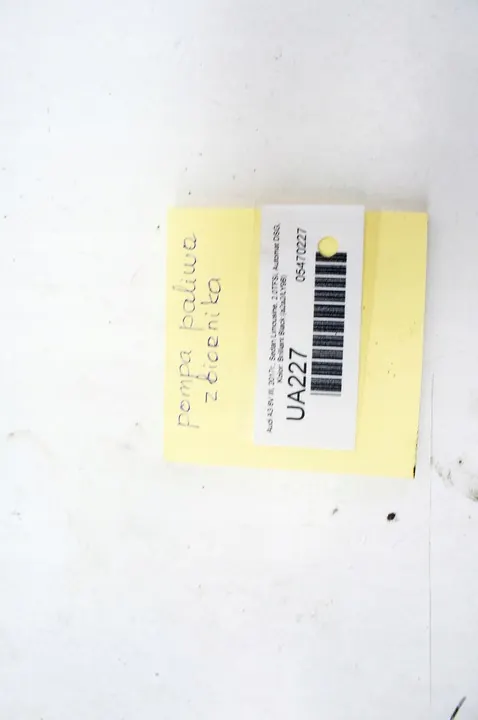 pompa paliwa
zbiornika
Audi A3 8V III, 2017r., Sedan Limousine, 2.0TFSi, Automat DSG,
Kolor: Brilliant Black (a2a2/LY9B)
UA227 05470227